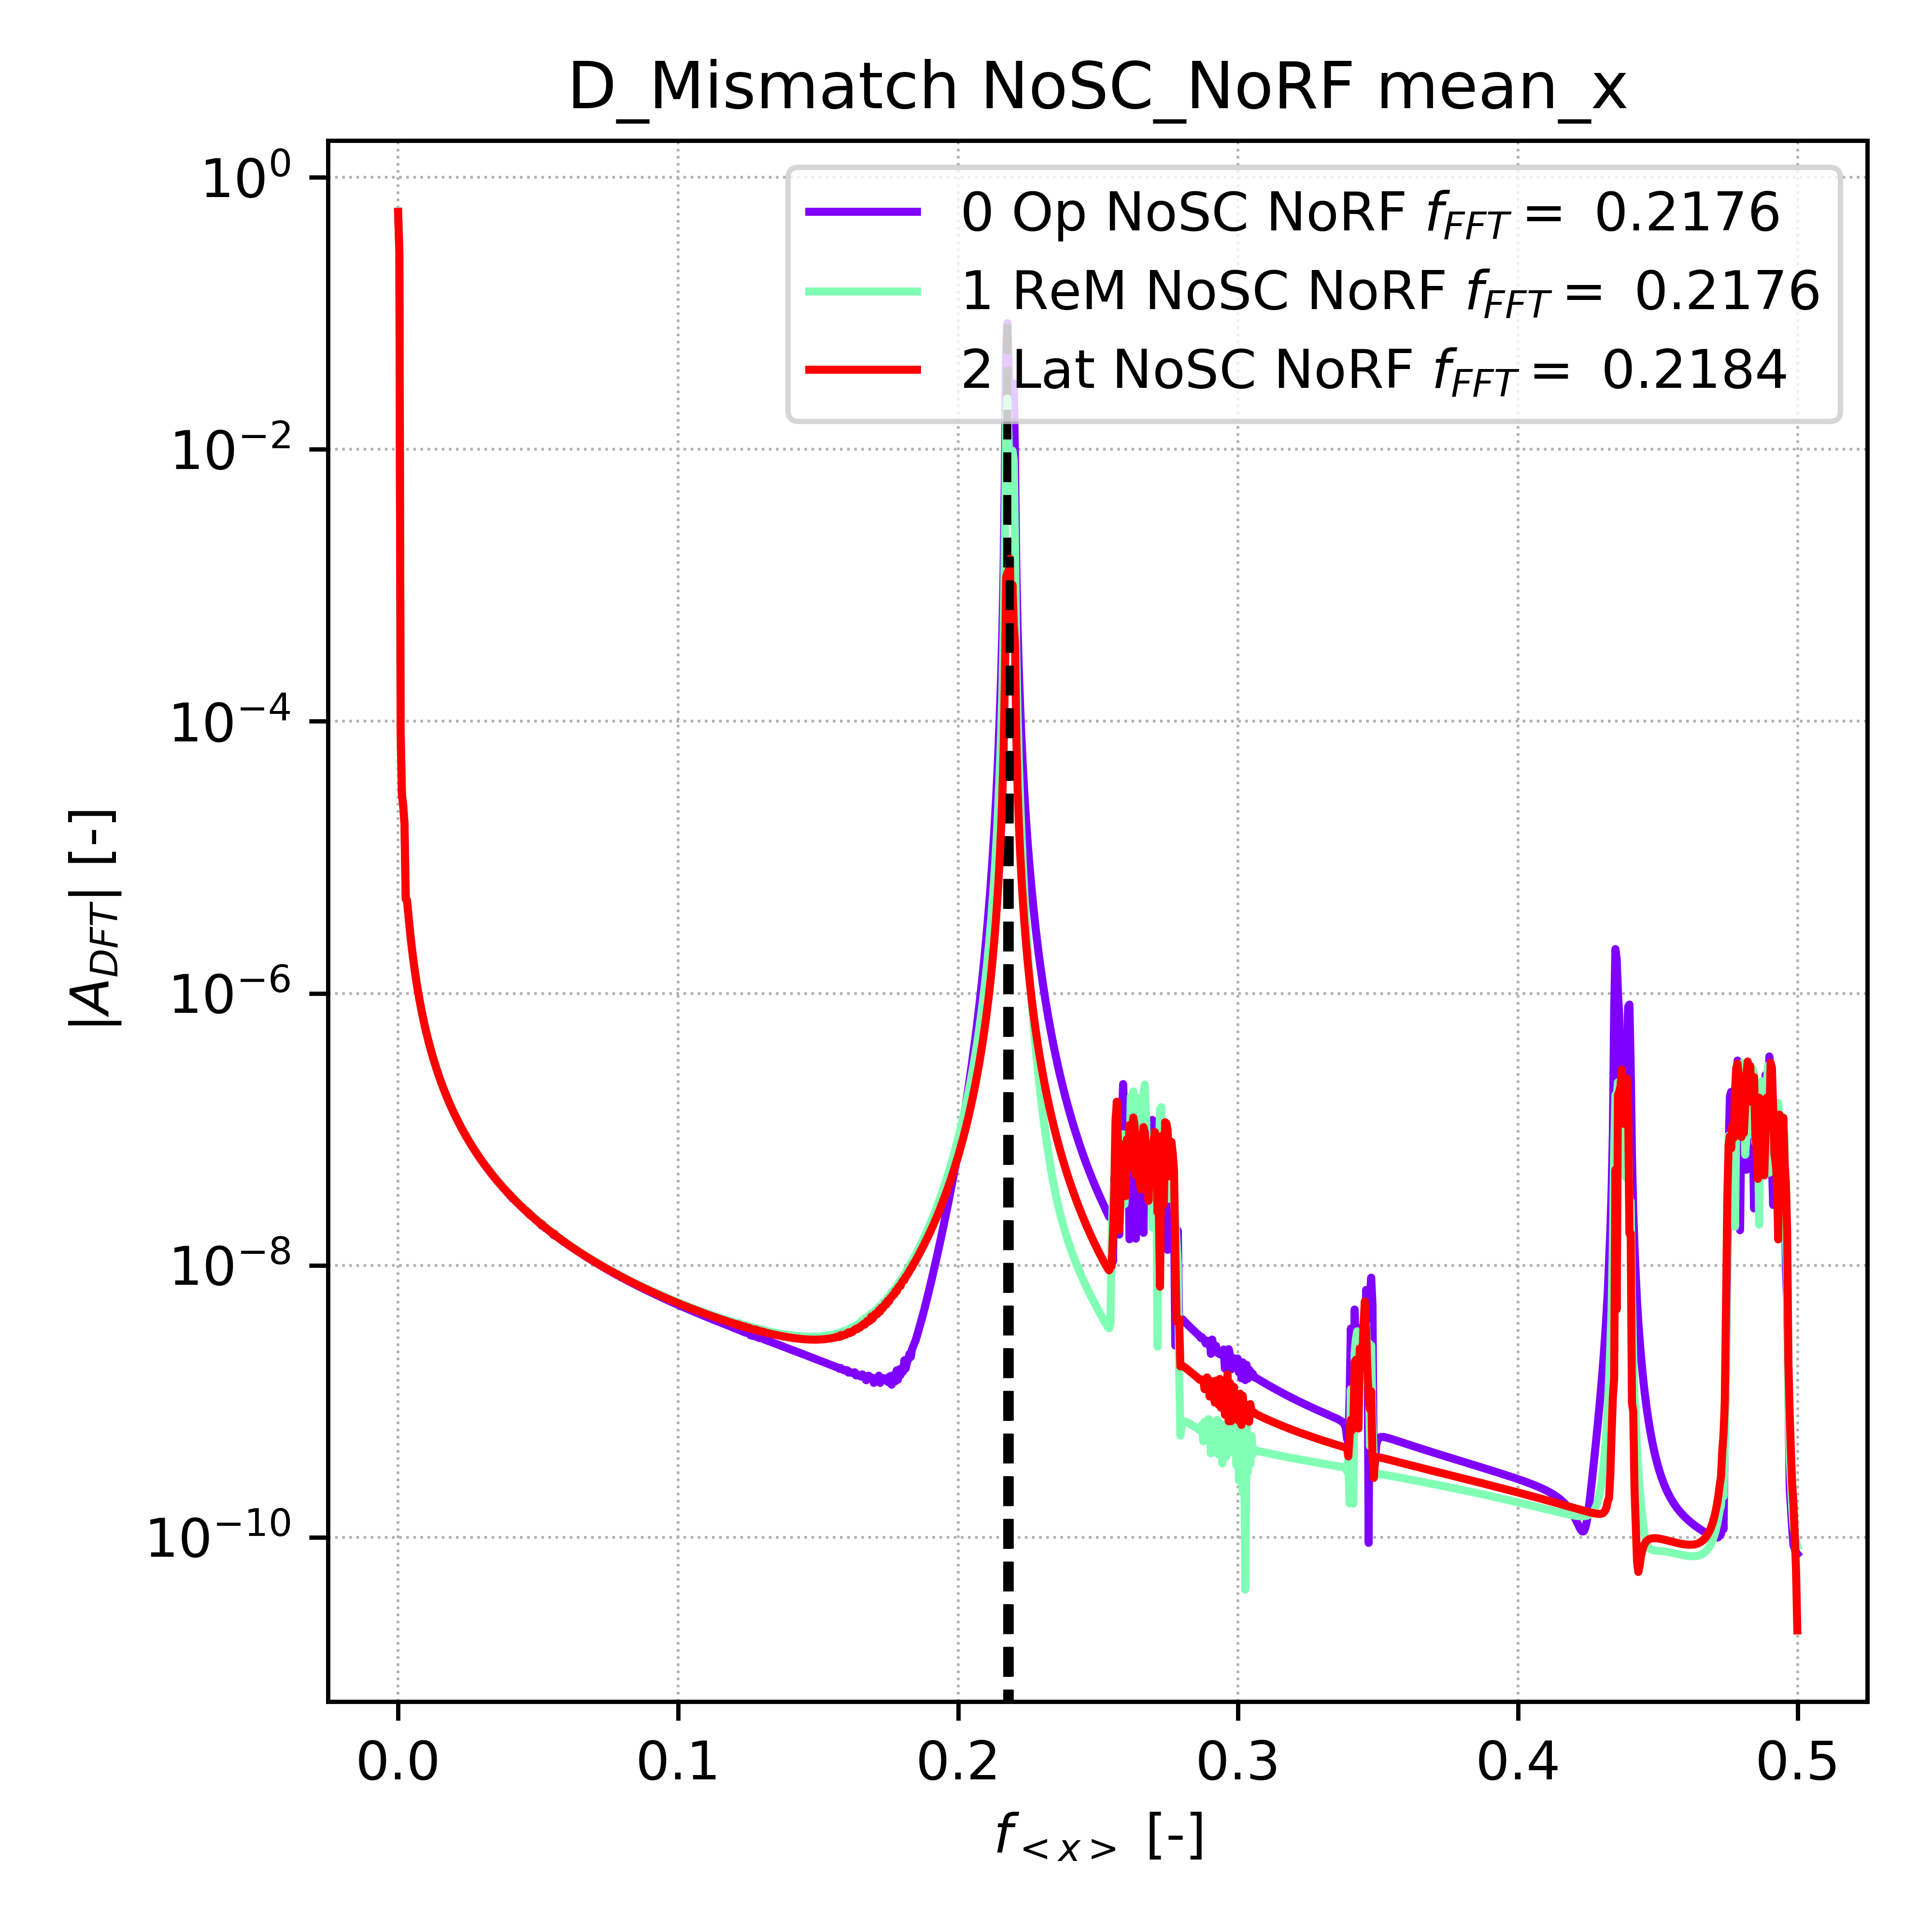 D_Mismatch NoSC_NoRF mean_x
0 Op NoSC NoRF f_FFT = 0.2176
1 ReM NoSC NoRF f_FFT = 0.2176
2 Lat NoSC NoRF f_FFT = 0.2184
|A_DFT| [-]
10^0
10^-2
10^-4
10^-6
10^-8
10^-10
0.0 0.1 0.2 0.3 0.4 0.5
f_<x> [-]